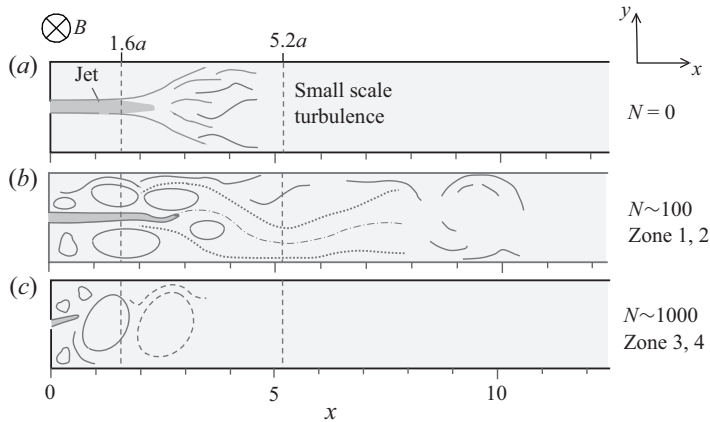 B
1.6a
5.2a
y
x
(a)
Jet
Small scale
turbulence
N = 0
(b)
N~100
Zone 1, 2
(c)
N~1000
Zone 3, 4
0
5
10
x